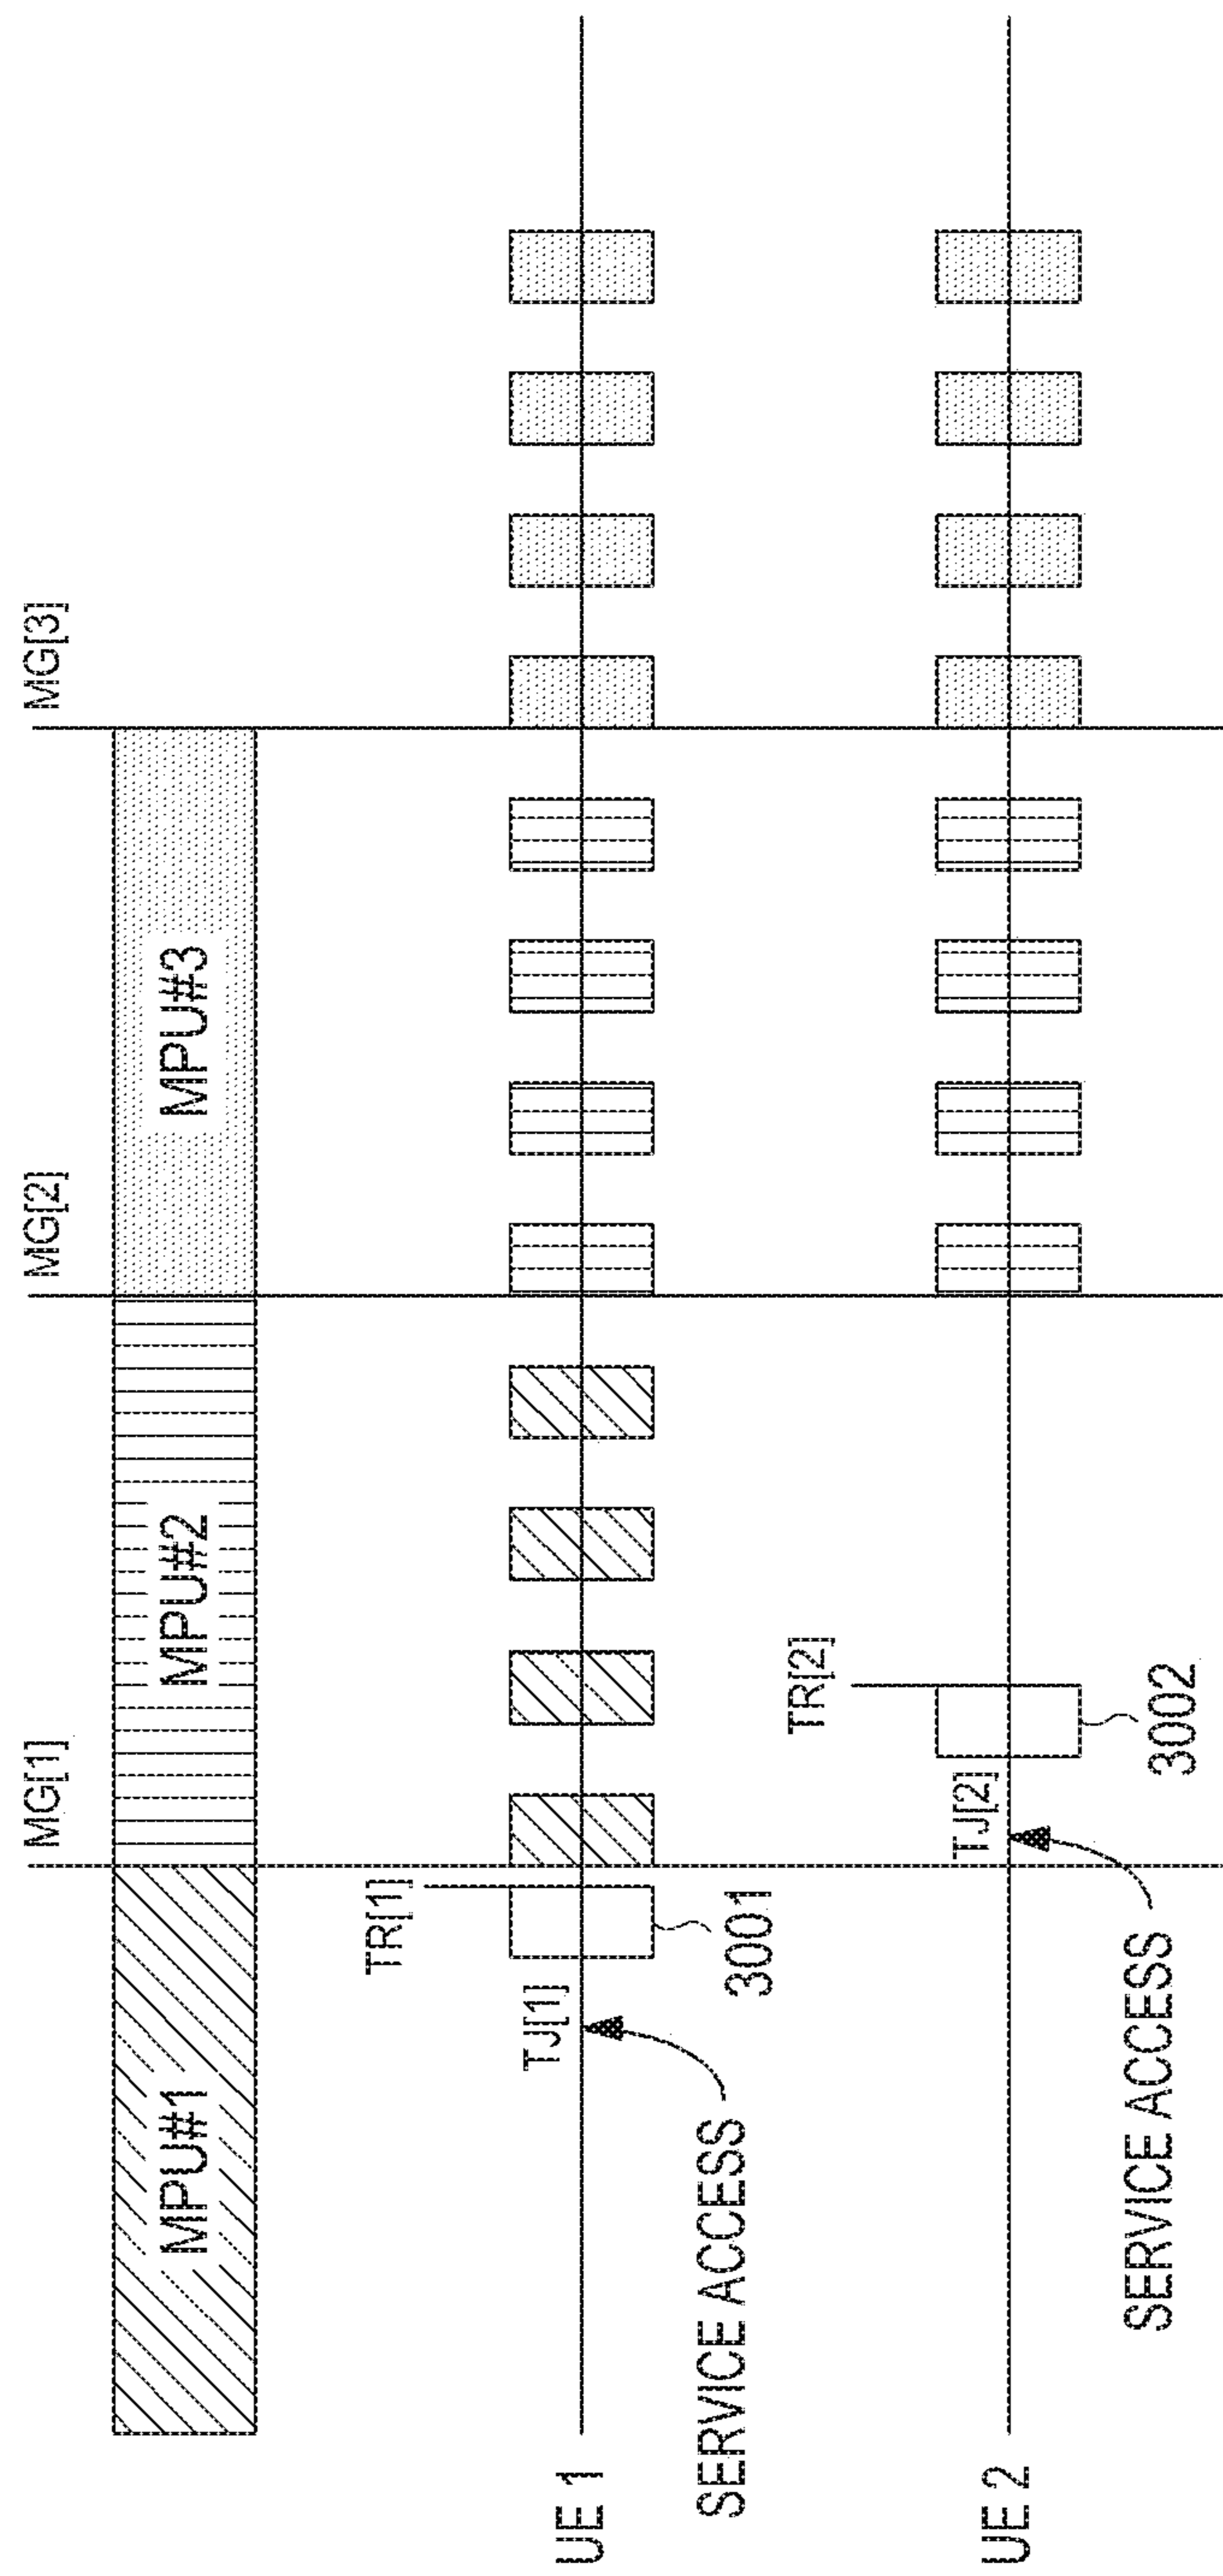 MG[1]
MG[2]
MG[3]
MPU#1
MPU#2
MPU#3
TR[1]
UE 1
TJ[1]
SERVICE ACCESS
3001
TR[2]
UE 2
TJ[2]
SERVICE ACCESS
3002